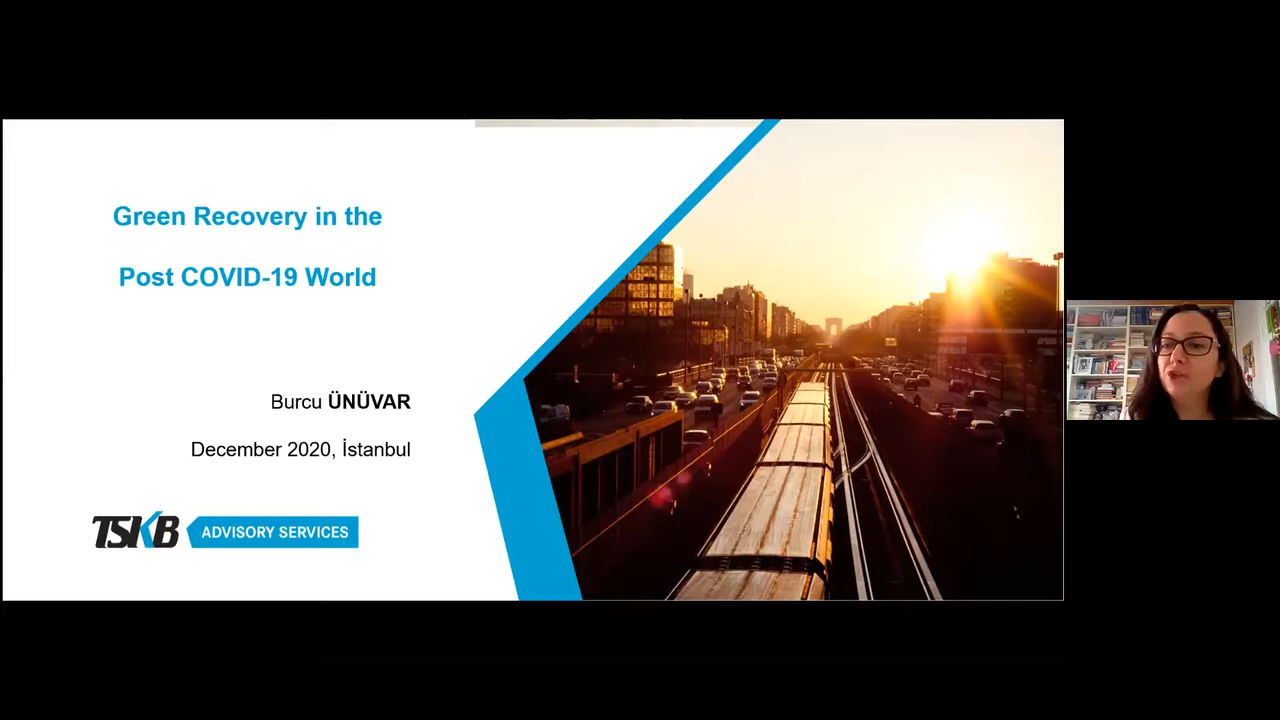 Green Recovery in the
Post COVID-19 World
Burcu ÜNÜVAR
December 2020, İstanbul
TSKB ADVISORY SERVICES